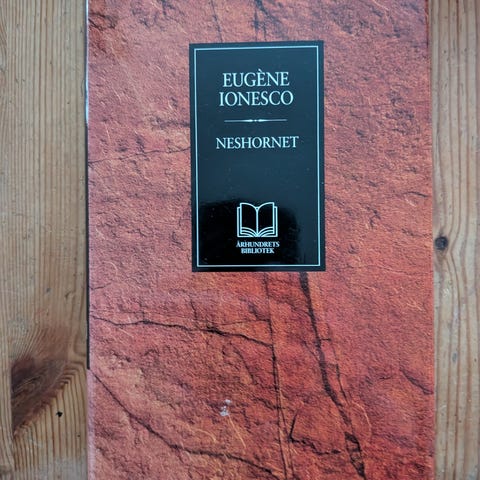 EUGÈNE
IONESCO
NESHORNET
ÅRHUNDRETS
BIBLIOTEK